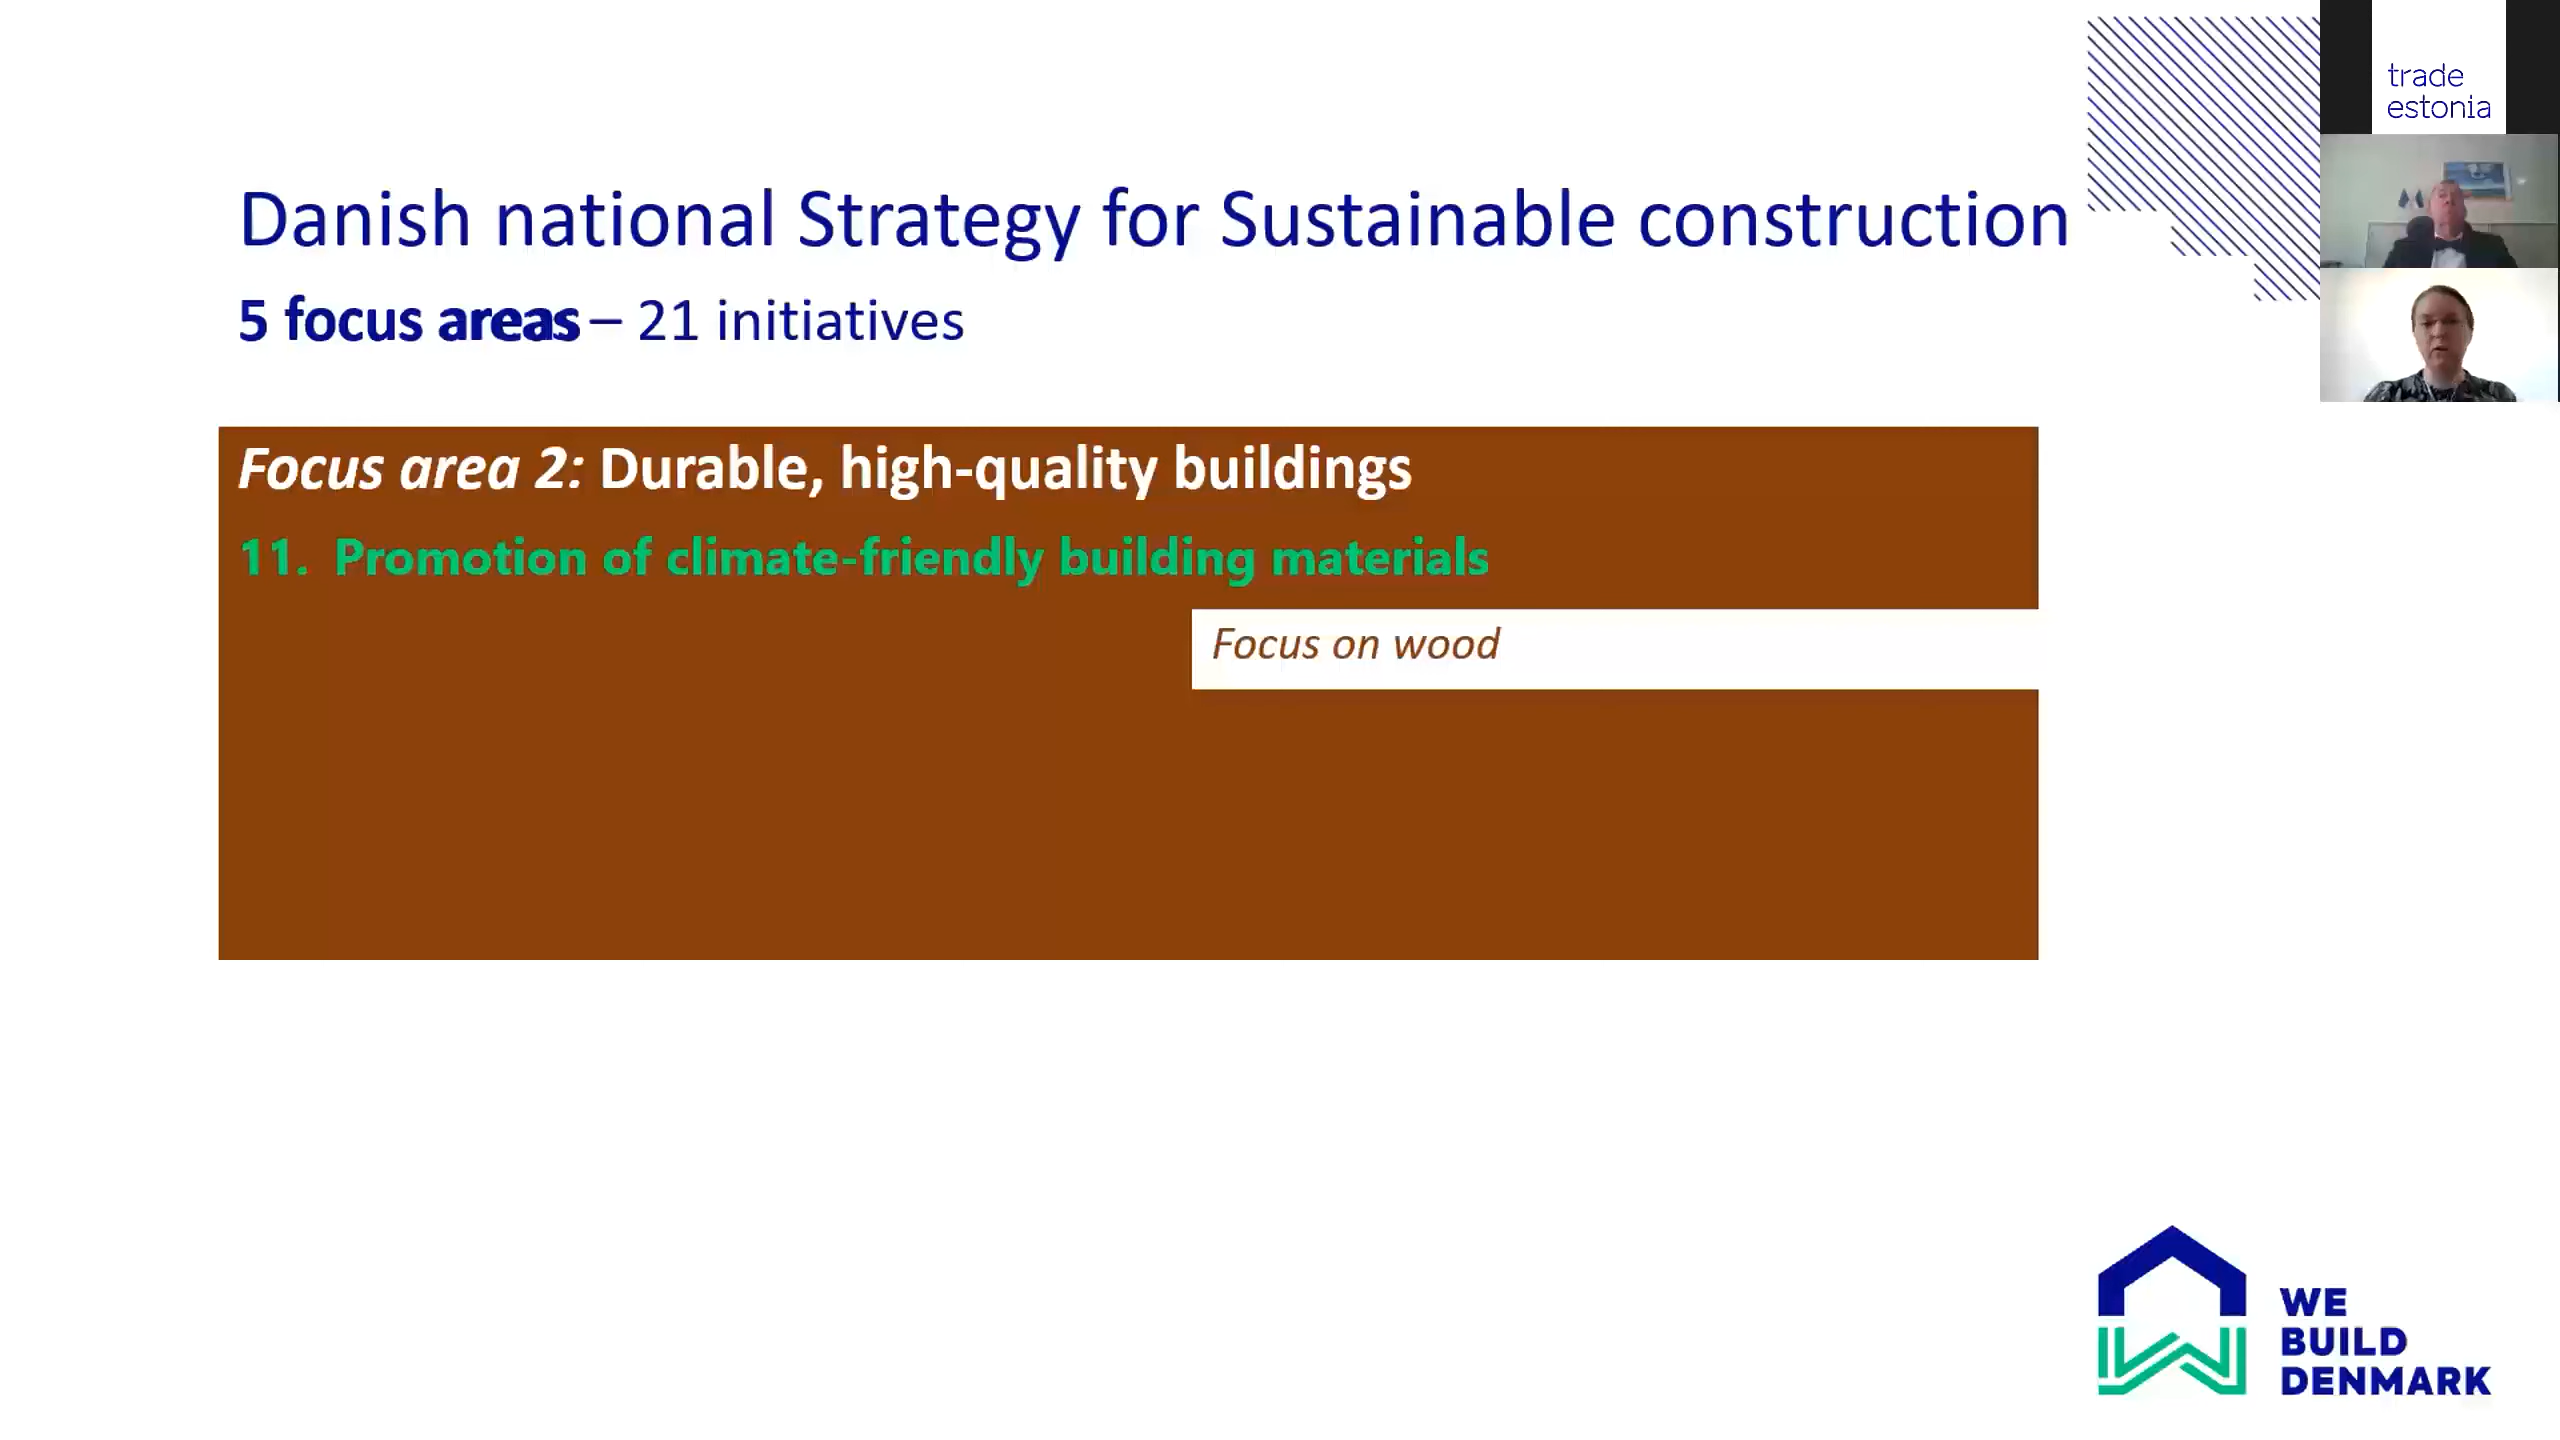 trade
estonia
Danish national Strategy for Sustainable construction
5 focus areas – 21 initiatives
Focus area 2: Durable, high-quality buildings
11. Promotion of climate-friendly building materials
Focus on wood
WE
BUILD
DENMARK